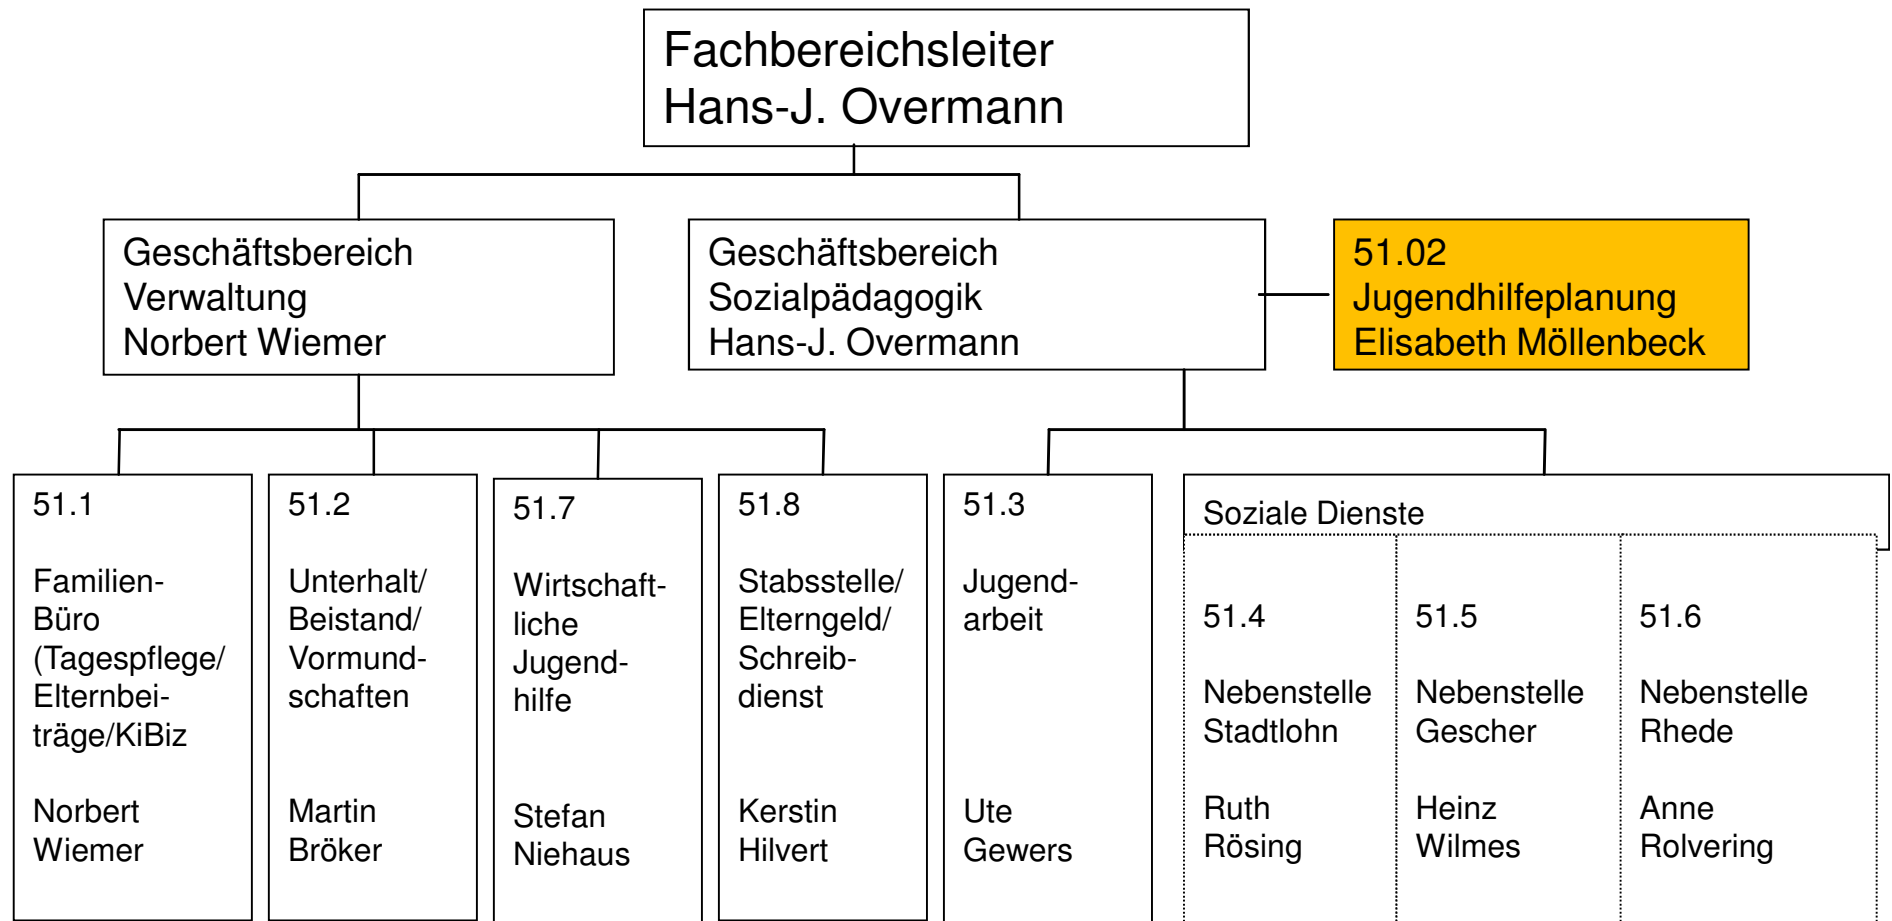 Fachbereichsleiter
Hans-J. Overmann
Geschäftsbereich
Verwaltung
Norbert Wiemer
Geschäftsbereich
Sozialpädagogik
Hans-J. Overmann
51.02
Jugendhilfeplanung
Elisabeth Möllenbeck
51.1
Familien-
Büro
(Tagespflege/
Elternbei-
träge/KiBiz
Norbert
Wiemer
51.2
Unterhalt/
Beistand/
Vormund-
schaften
Martin
Bröker
51.7
Wirtschaft-
liche
Jugend-
hilfe
Stefan
Niehaus
51.8
Stabsstelle/
Elterngeld/
Schreib-
dienst
Kerstin
Hilvert
51.3
Jugend-
arbeit
Ute
Gewers
Soziale Dienste
51.4
Nebenstelle
Stadtlohn
Ruth
Rösing
51.5
Nebenstelle
Gescher
Heinz
Wilmes
51.6
Nebenstelle
Rhede
Anne
Rolvering